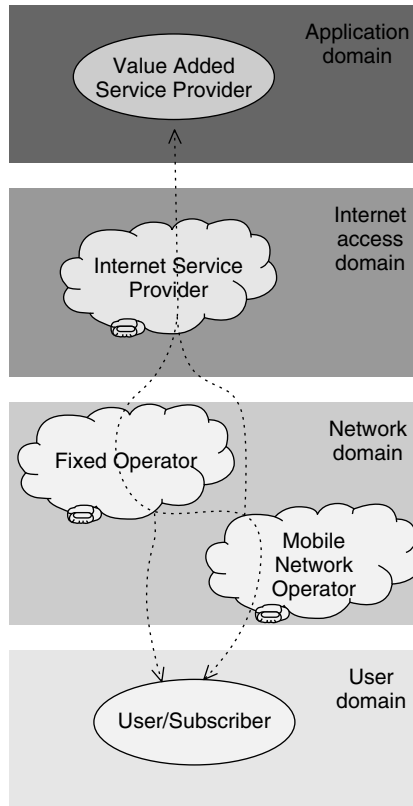 Application
domain
Value Added
Service Provider
Internet
access
domain
Internet Service
Provider
Network
domain
Fixed Operator
Mobile
Network
Operator
User
domain
User/Subscriber